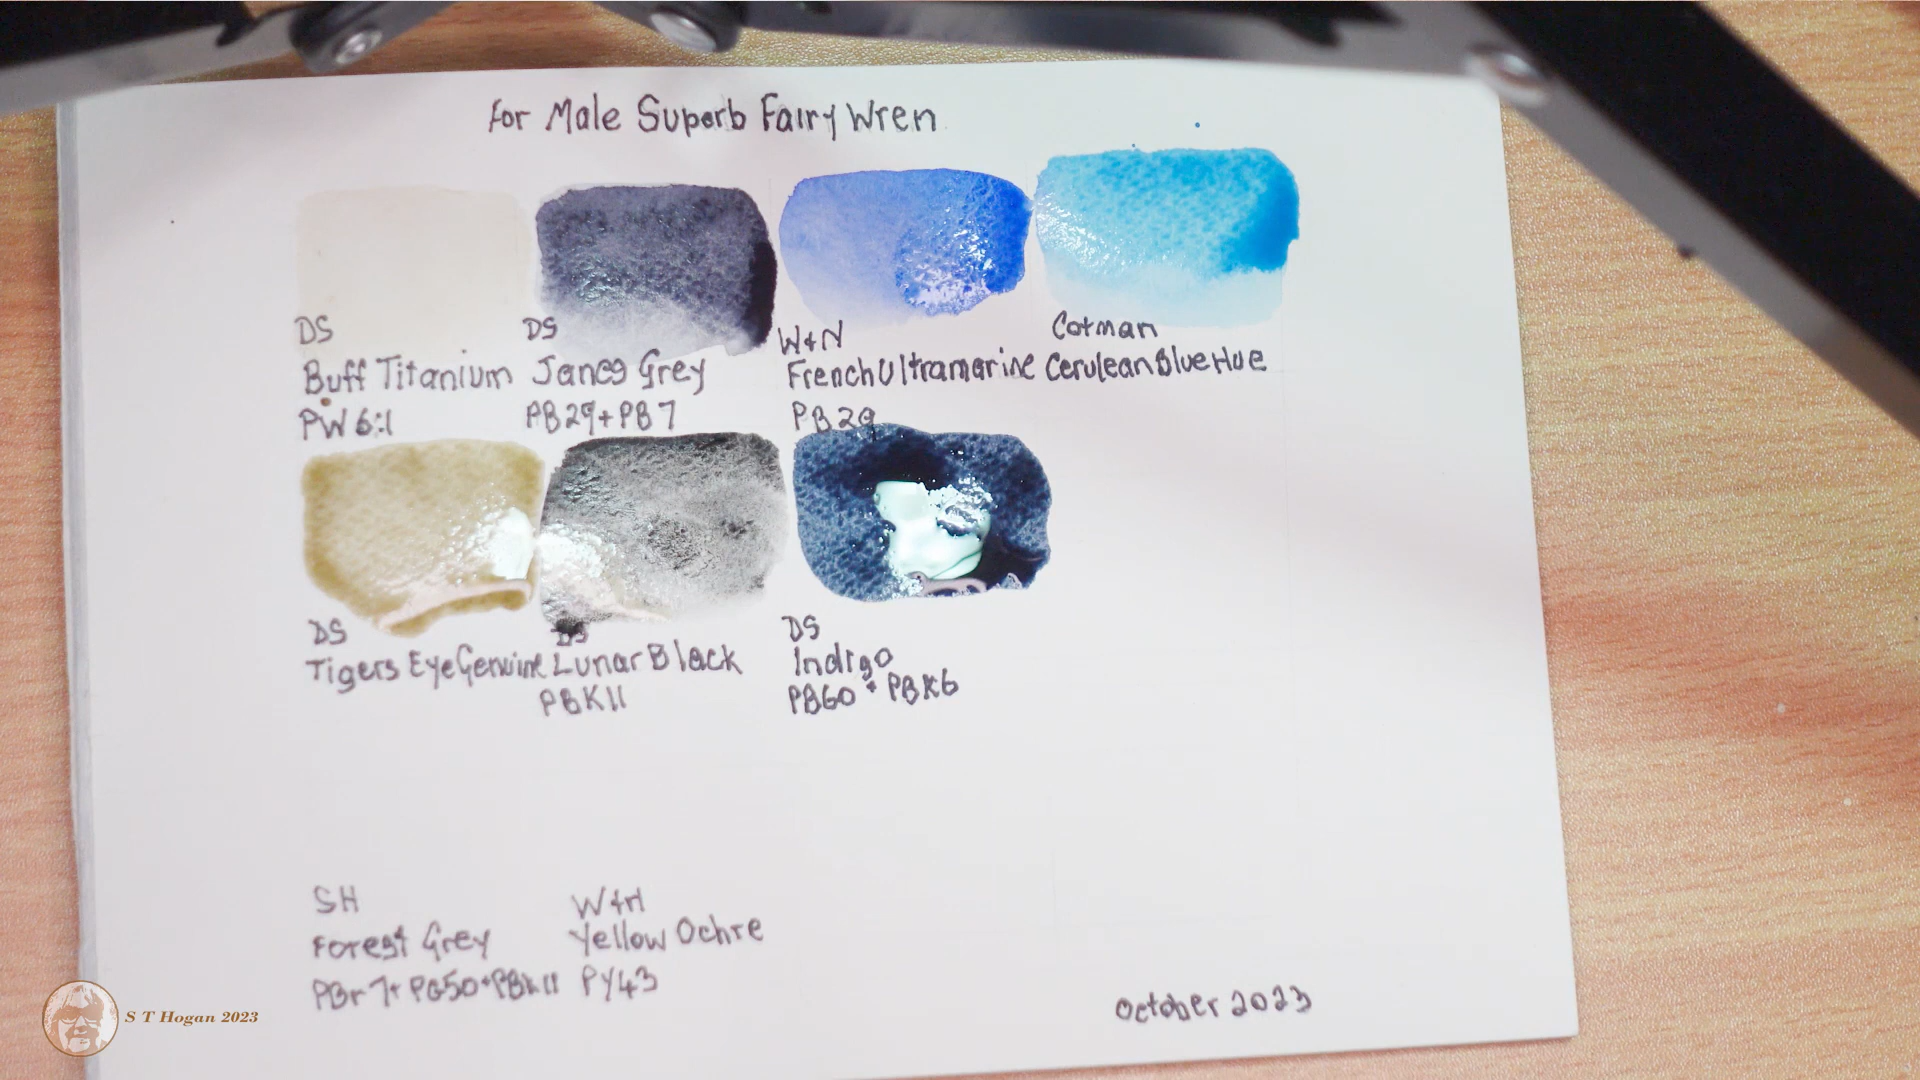 for Male Superb Fairy Wren
DS
Buff Titanium
PW 6:1
DS
Janes Grey
PB29+PB7
W+N
French Ultramarine
PB29
Cotman
Cerulean Blue Hue
DS
Tigers Eye Genuine
DS
Lunar Black
PBK11
DS
Indigo
PB60+PBK6
SH
Forest Grey
PBr7+PG50+PBk11
W+N
Yellow Ochre
PY43
October 2023
S T Hogan 2023